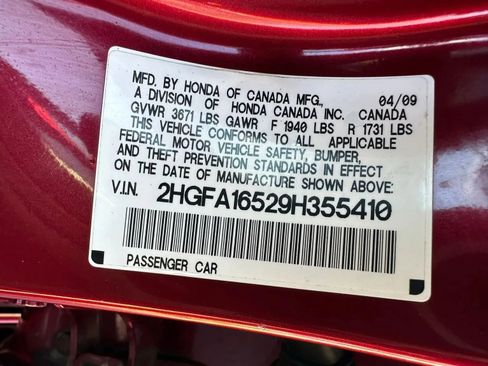 MFD. BY HONDA OF CANADA MFG., 04/09
A DIVISION OF HONDA CANADA INC. CANADA
GVWR 3671 LBS GAWR F 1940 LBS R 1731 LBS
THIS VEHICLE CONFORMS TO ALL APPLICABLE
FEDERAL MOTOR VEHICLE SAFETY, BUMPER,
AND THEFT PREVENTION STANDARDS IN EFFECT
ON THE DATE OF MANUFACTURE SHOWN ABOVE:
V.I.N. 2HGFA16529H355410
PASSENGER CAR